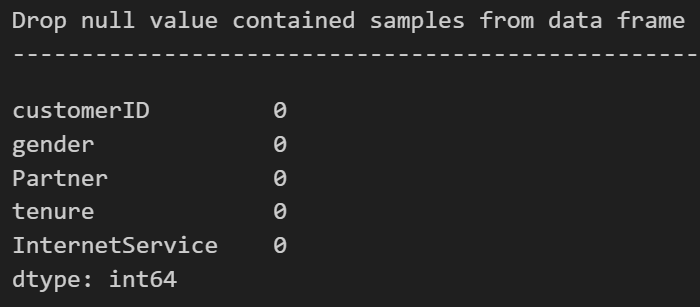 Drop null value contained samples from data frame
--------------------------------------------------
customerID 0
gender 0
Partner 0
tenure 0
InternetService 0
dtype: int64